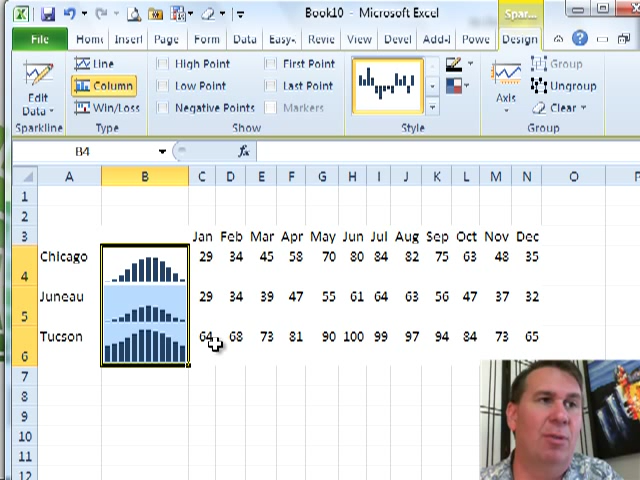 Book10 - Microsoft Excel
Spar...
File Home Insert Page Form Data Easy- Revie View Devel Add-I Powe Design
Line
Column
Win/Loss
High Point
Low Point
Negative Points
First Point
Last Point
Markers
Edit
Data
Axis
Group
Ungroup
Clear
Sparkline Type Show Style Group
B4 fx
A B C D E F G H I J K L M N O P
1
2
3 Jan Feb Mar Apr May Jun Jul Aug Sep Oct Nov Dec
4 Chicago 29 34 45 58 70 80 84 82 75 63 48 35
5 Juneau 29 34 39 47 55 61 64 63 56 47 37 32
6 Tucson 64 68 73 81 90 100 99 97 94 84 73 65
7
8
9
10
11
12